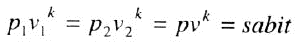 p₁v₁ᵏ = p₂v₂ᵏ = pvᵏ = sabit